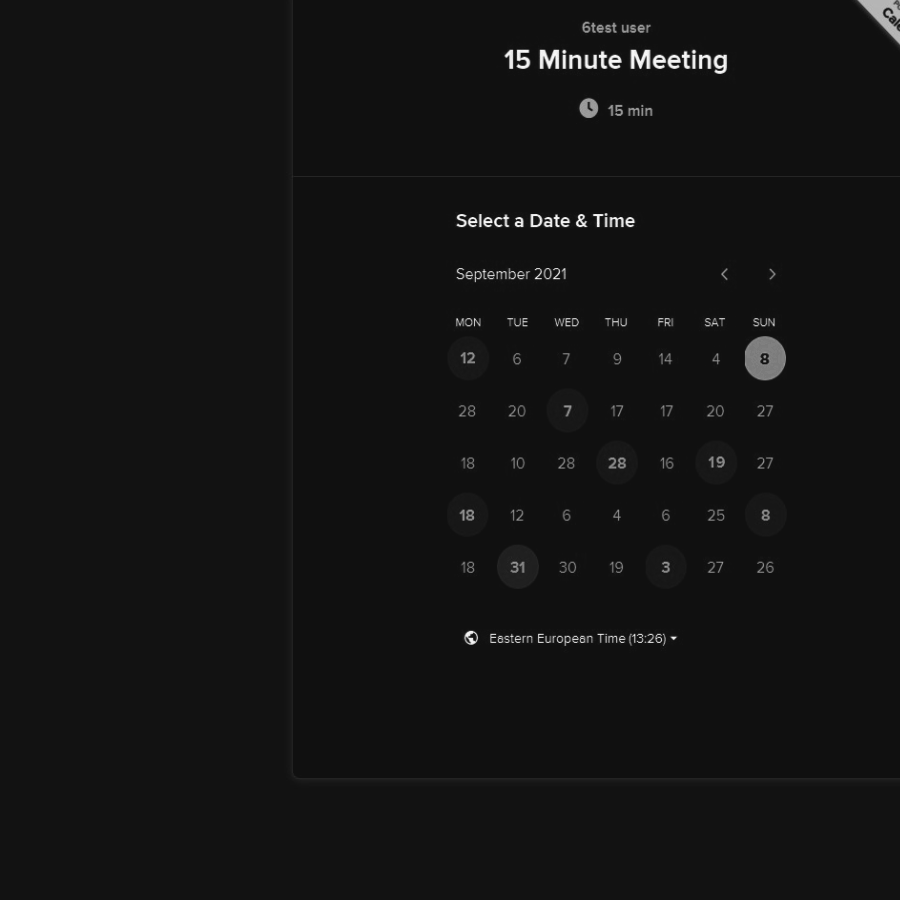 6test user
15 Minute Meeting
15 min
Select a Date & Time
September 2021
MON TUE WED THU FRI SAT SUN
12 6 7 9 14 4 8
28 20 7 17 17 20 27
18 10 28 28 16 19 27
18 12 6 4 6 25 8
18 31 30 19 3 27 26
Eastern European Time (13:26)